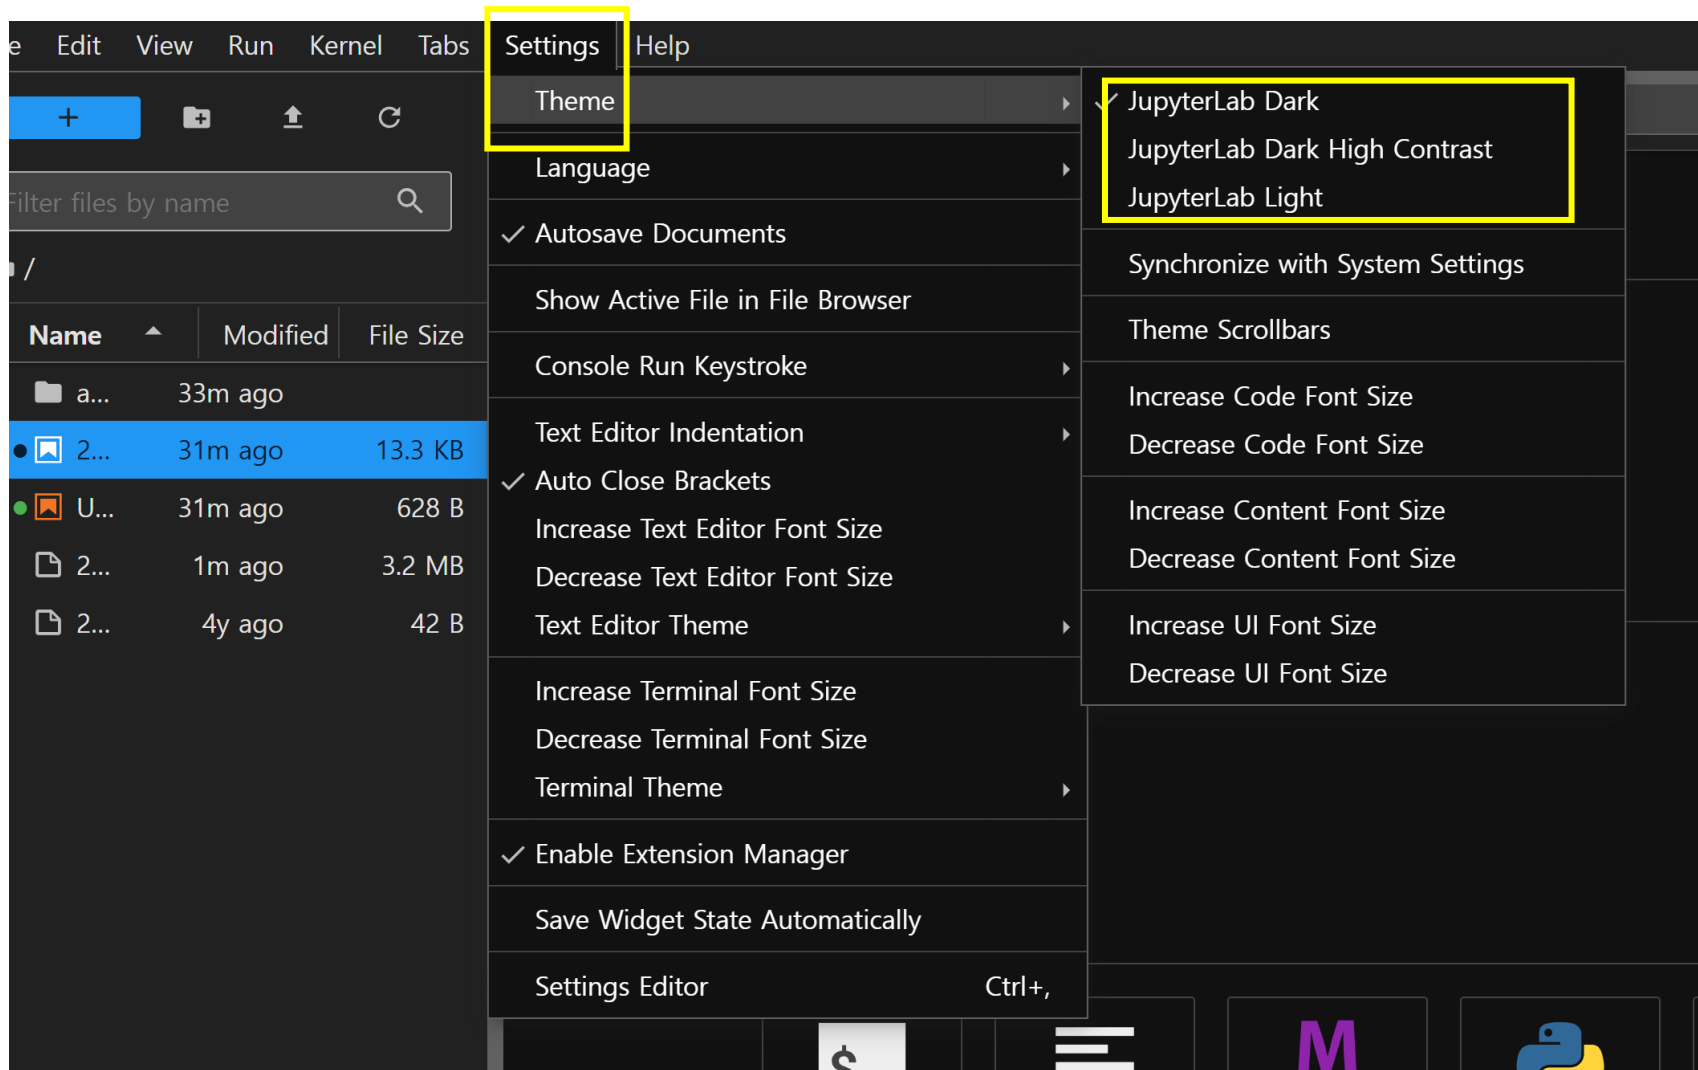 e Edit View Run Kernel Tabs Settings Help
+
Filter files by name
/
Name Modified File Size
a... 33m ago
2... 31m ago 13.3 KB
U... 31m ago 628 B
2... 1m ago 3.2 MB
2... 4y ago 42 B
Theme
Language
Autosave Documents
Show Active File in File Browser
Console Run Keystroke
Text Editor Indentation
Auto Close Brackets
Increase Text Editor Font Size
Decrease Text Editor Font Size
Text Editor Theme
Increase Terminal Font Size
Decrease Terminal Font Size
Terminal Theme
Enable Extension Manager
Save Widget State Automatically
Settings Editor Ctrl+,
JupyterLab Dark
JupyterLab Dark High Contrast
JupyterLab Light
Synchronize with System Settings
Theme Scrollbars
Increase Code Font Size
Decrease Code Font Size
Increase Content Font Size
Decrease Content Font Size
Increase UI Font Size
Decrease UI Font Size
$
M